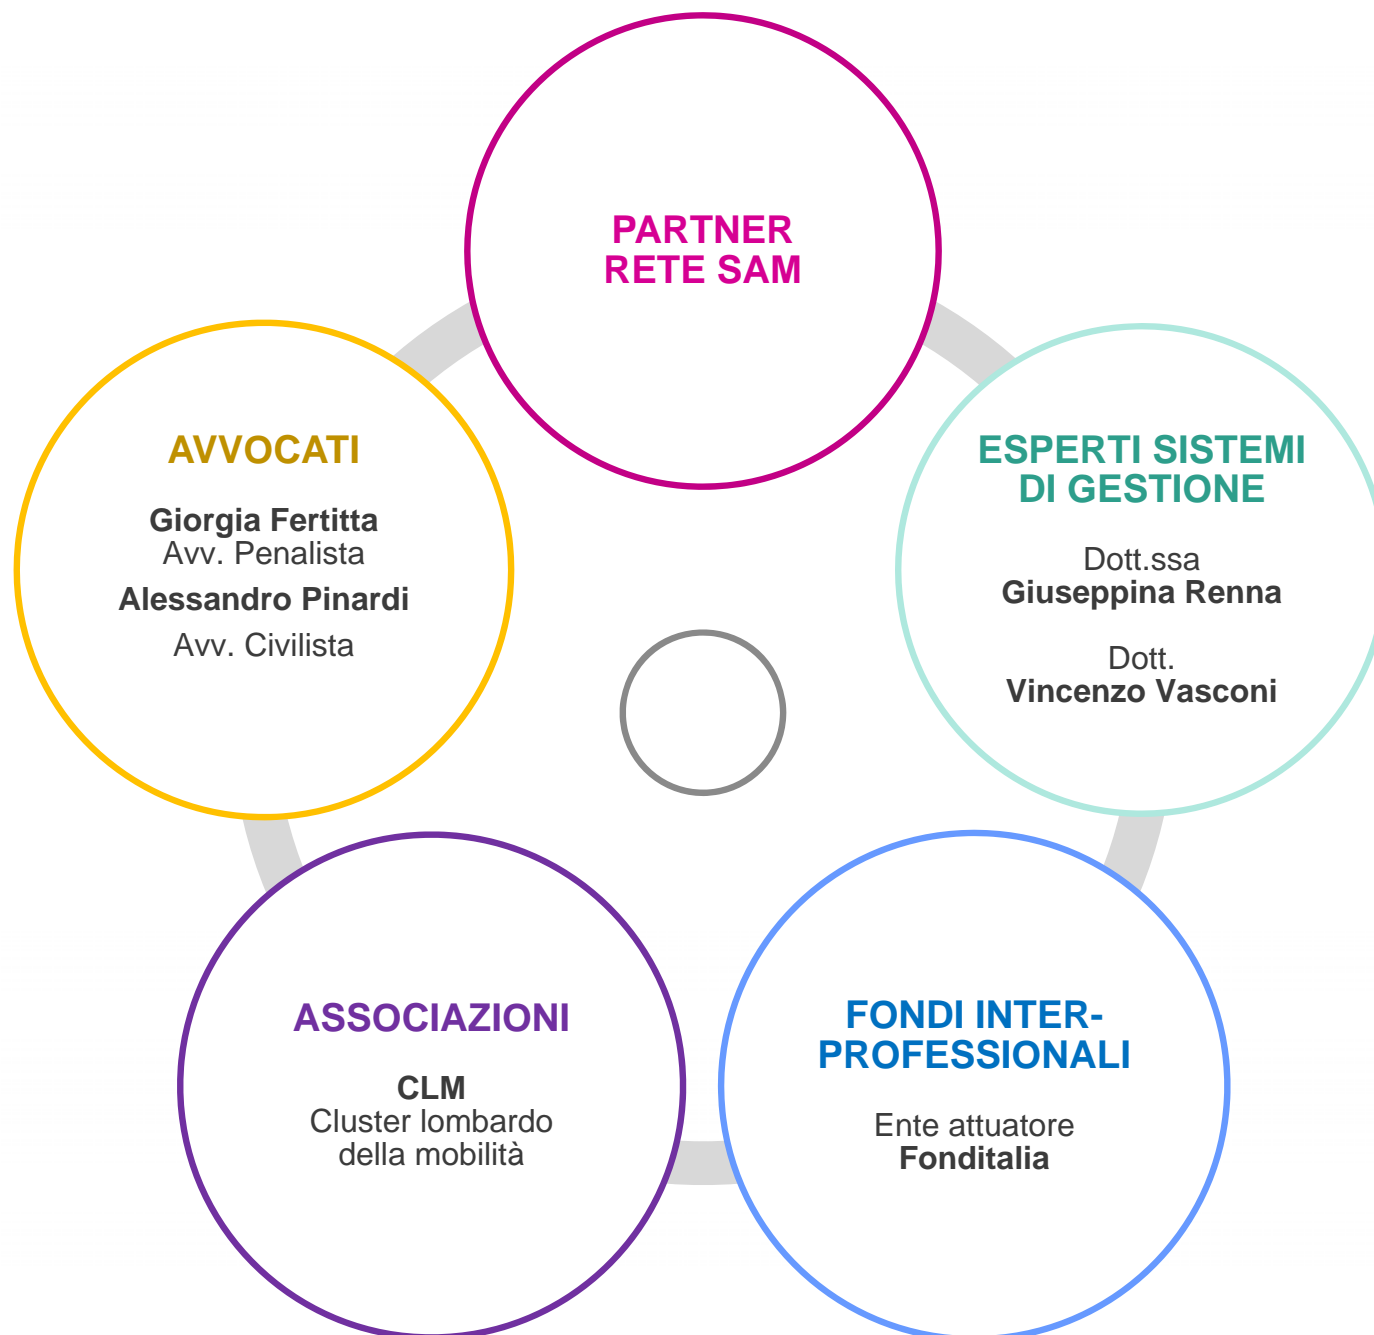 PARTNER
RETE SAM
AVVOCATI
Giorgia Fertitta
Avv. Penalista
Alessandro Pinardi
Avv. Civilista
ESPERTI SISTEMI
DI GESTIONE
Dott.ssa
Giuseppina Renna
Dott.
Vincenzo Vasconi
ASSOCIAZIONI
CLM
Cluster lombardo
della mobilità
FONDI INTER-
PROFESSIONALI
Ente attuatore
Fonditalia